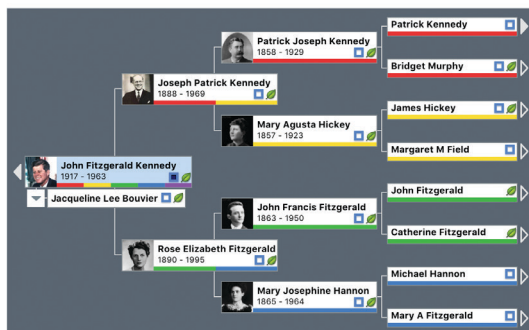 Patrick Kennedy
Patrick Joseph Kennedy
1858 - 1929
Bridget Murphy
Joseph Patrick Kennedy
1888 - 1969
James Hickey
Mary Agusta Hickey
1857 - 1923
Margaret M Field
John Fitzgerald Kennedy
1917 - 1963
Jacqueline Lee Bouvier
John Fitzgerald
John Francis Fitzgerald
1863 - 1950
Catherine Fitzgerald
Rose Elizabeth Fitzgerald
1890 - 1995
Michael Hannon
Mary Josephine Hannon
1865 - 1964
Mary A Fitzgerald